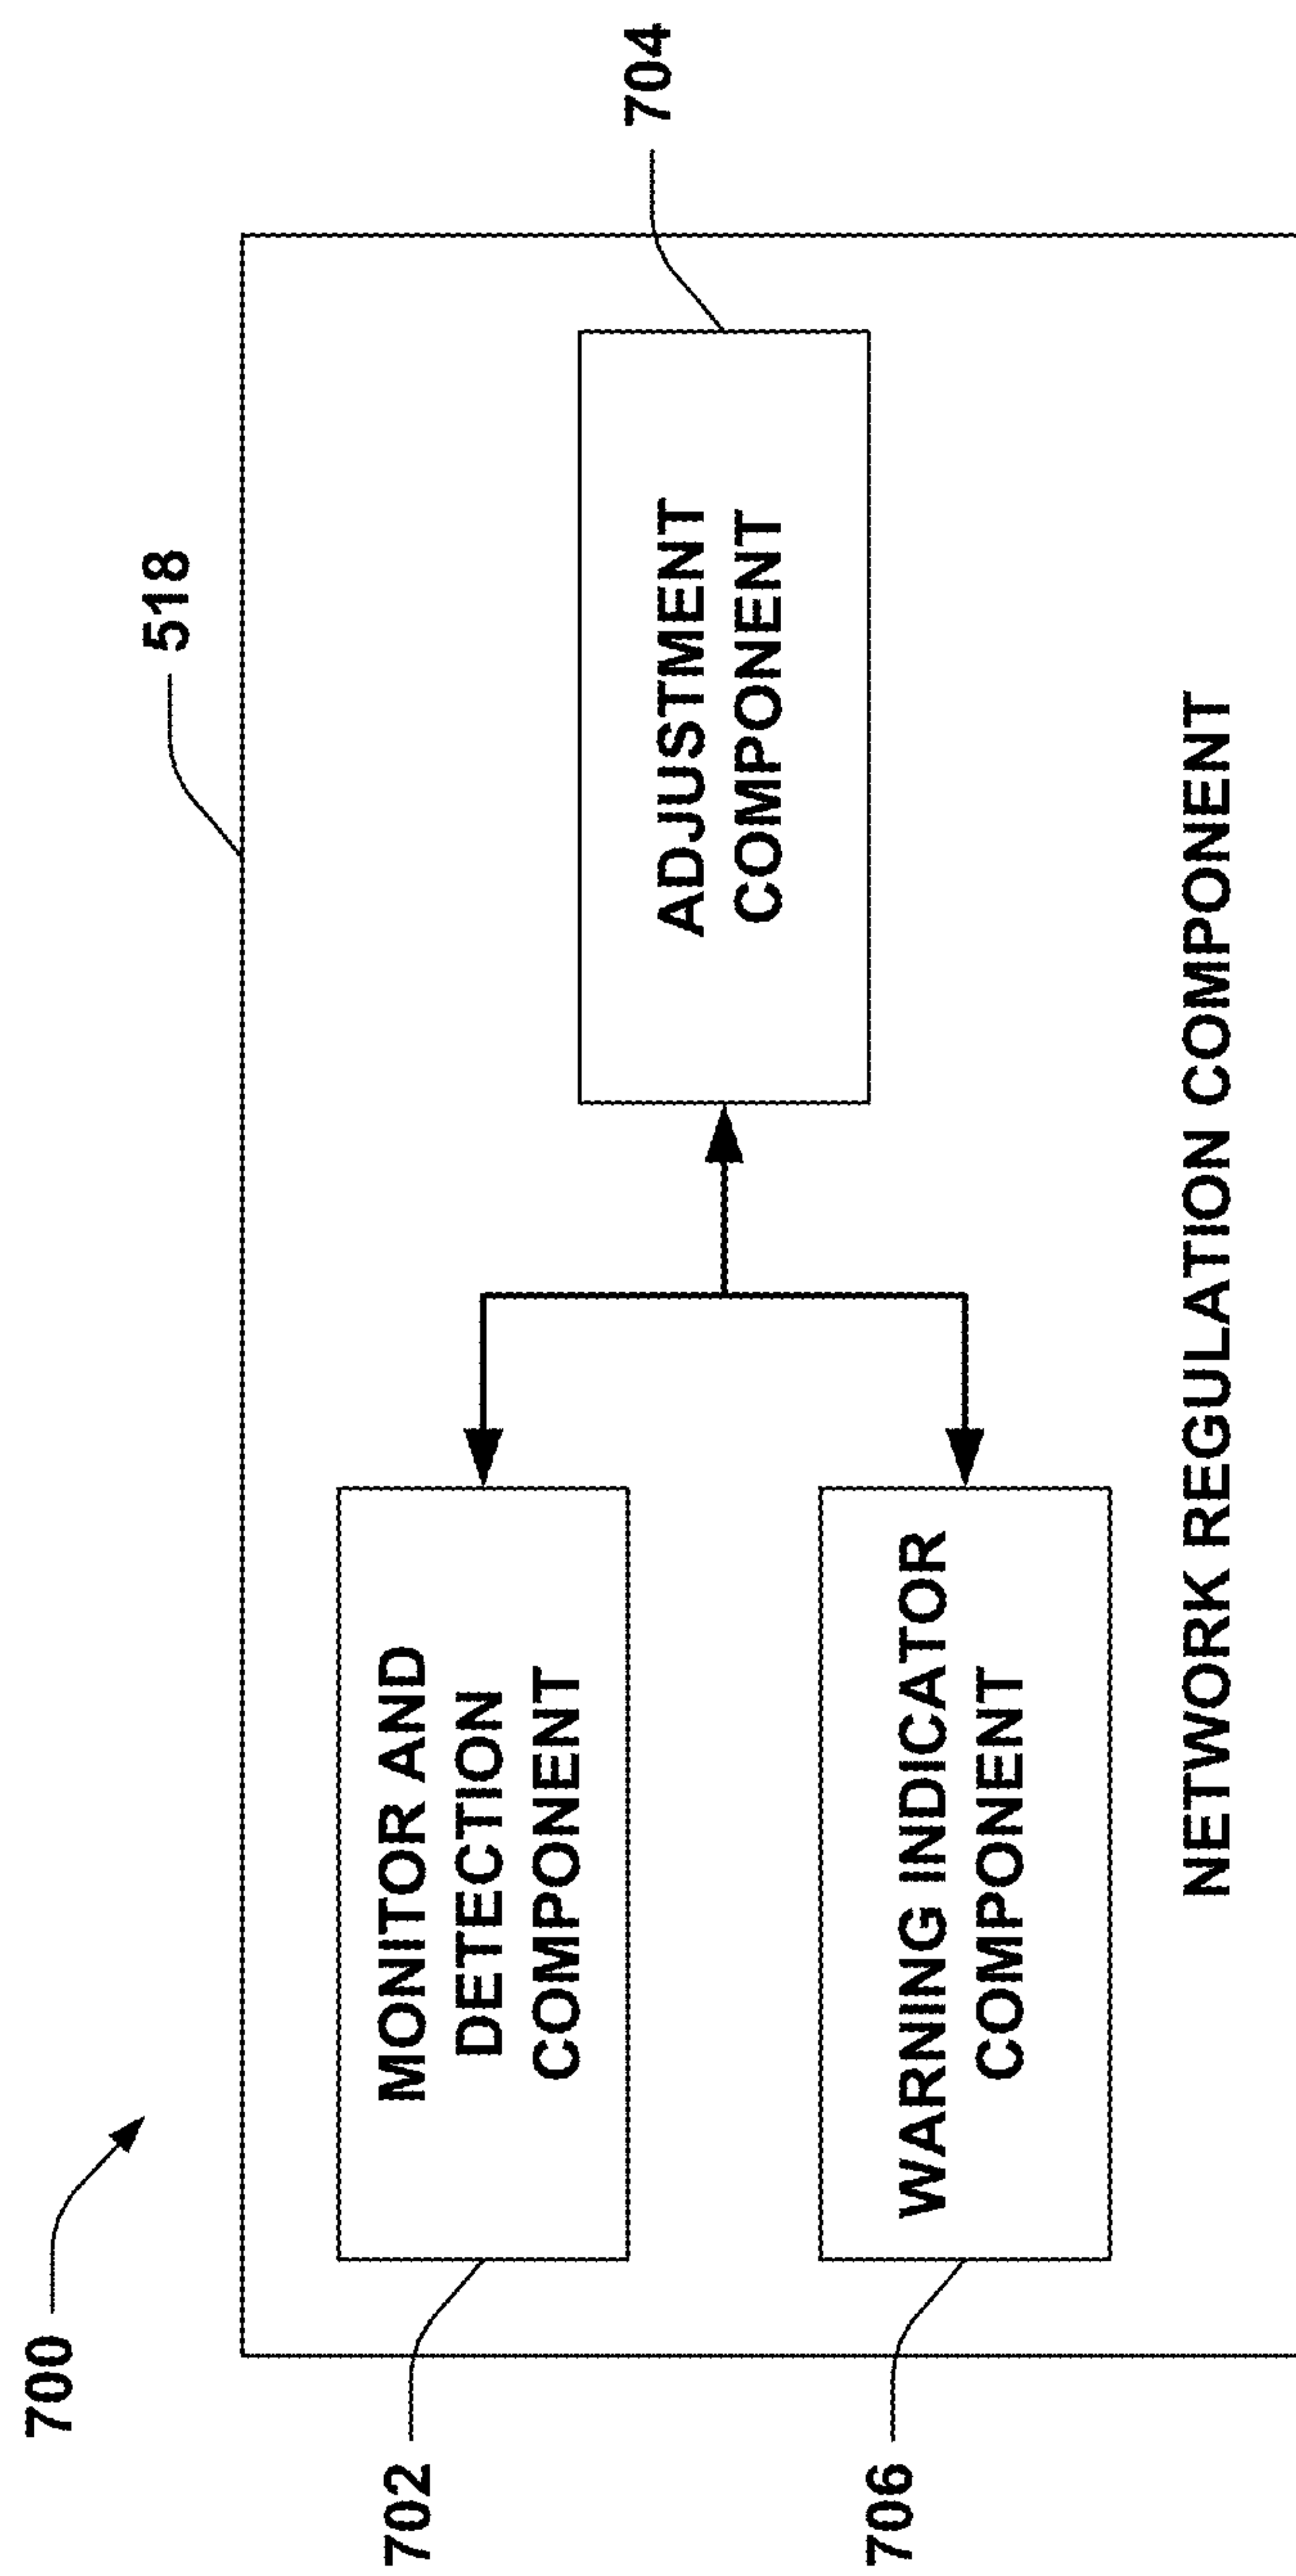 700
518
702
MONITOR AND
DETECTION
COMPONENT
704
ADJUSTMENT
COMPONENT
706
WARNING INDICATOR
COMPONENT
NETWORK REGULATION COMPONENT